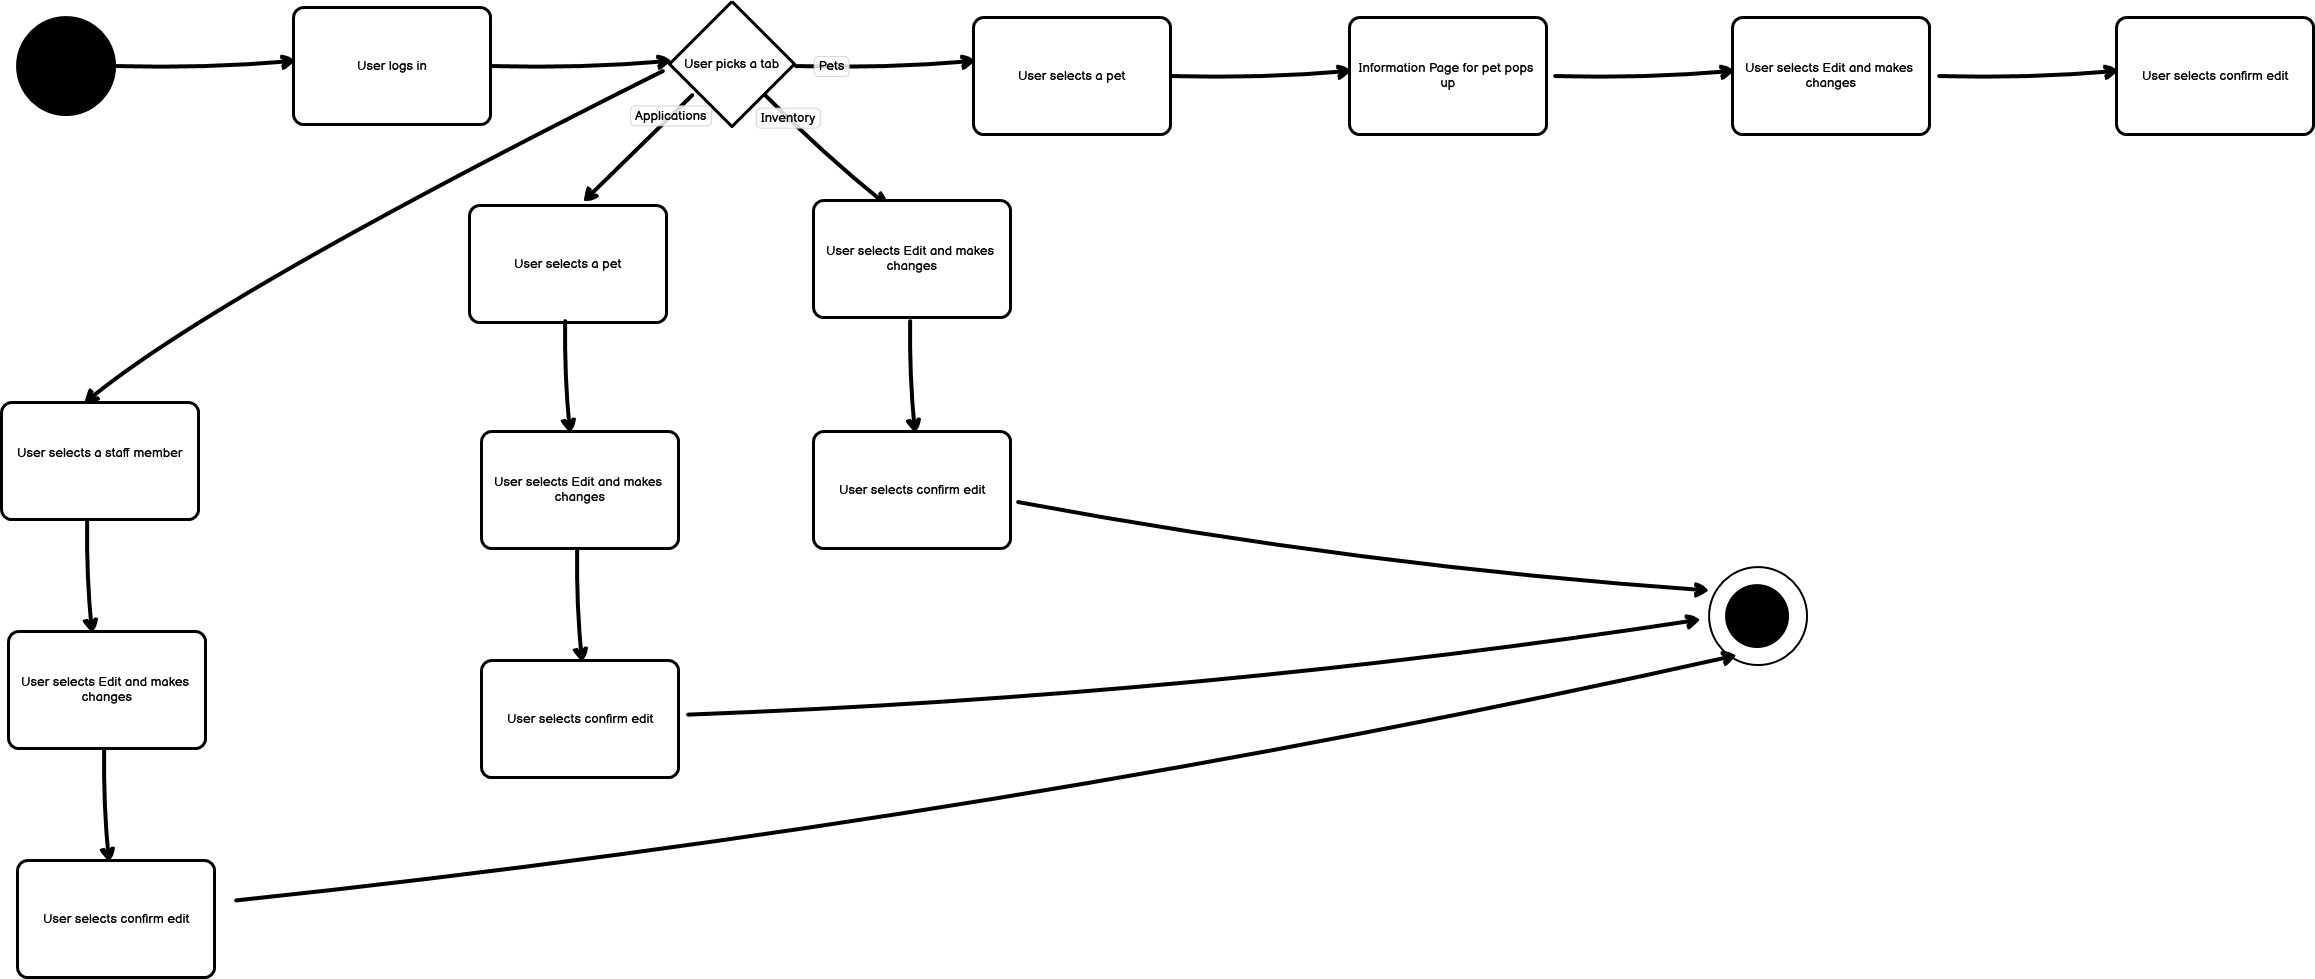 User logs in
User picks a tab
Pets
User selects a pet
Information Page for pet pops
up
User selects Edit and makes
changes
User selects confirm edit
Applications
Inventory
User selects a pet
User selects Edit and makes
changes
User selects a staff member
User selects Edit and makes
changes
User selects confirm edit
User selects Edit and makes
changes
User selects confirm edit
User selects confirm edit